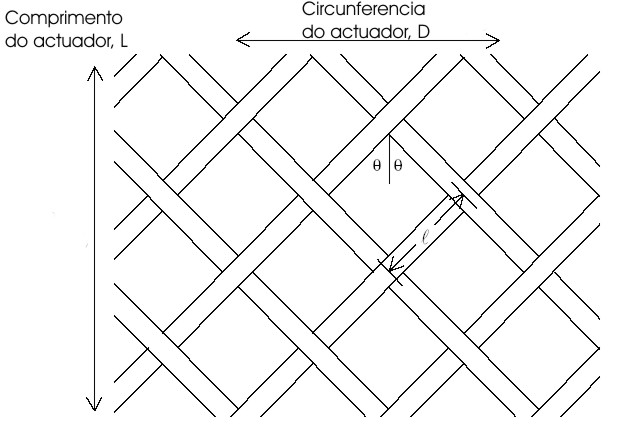 Comprimento
do actuador, L
Circunferencia
do actuador, D
θ θ
ℓ